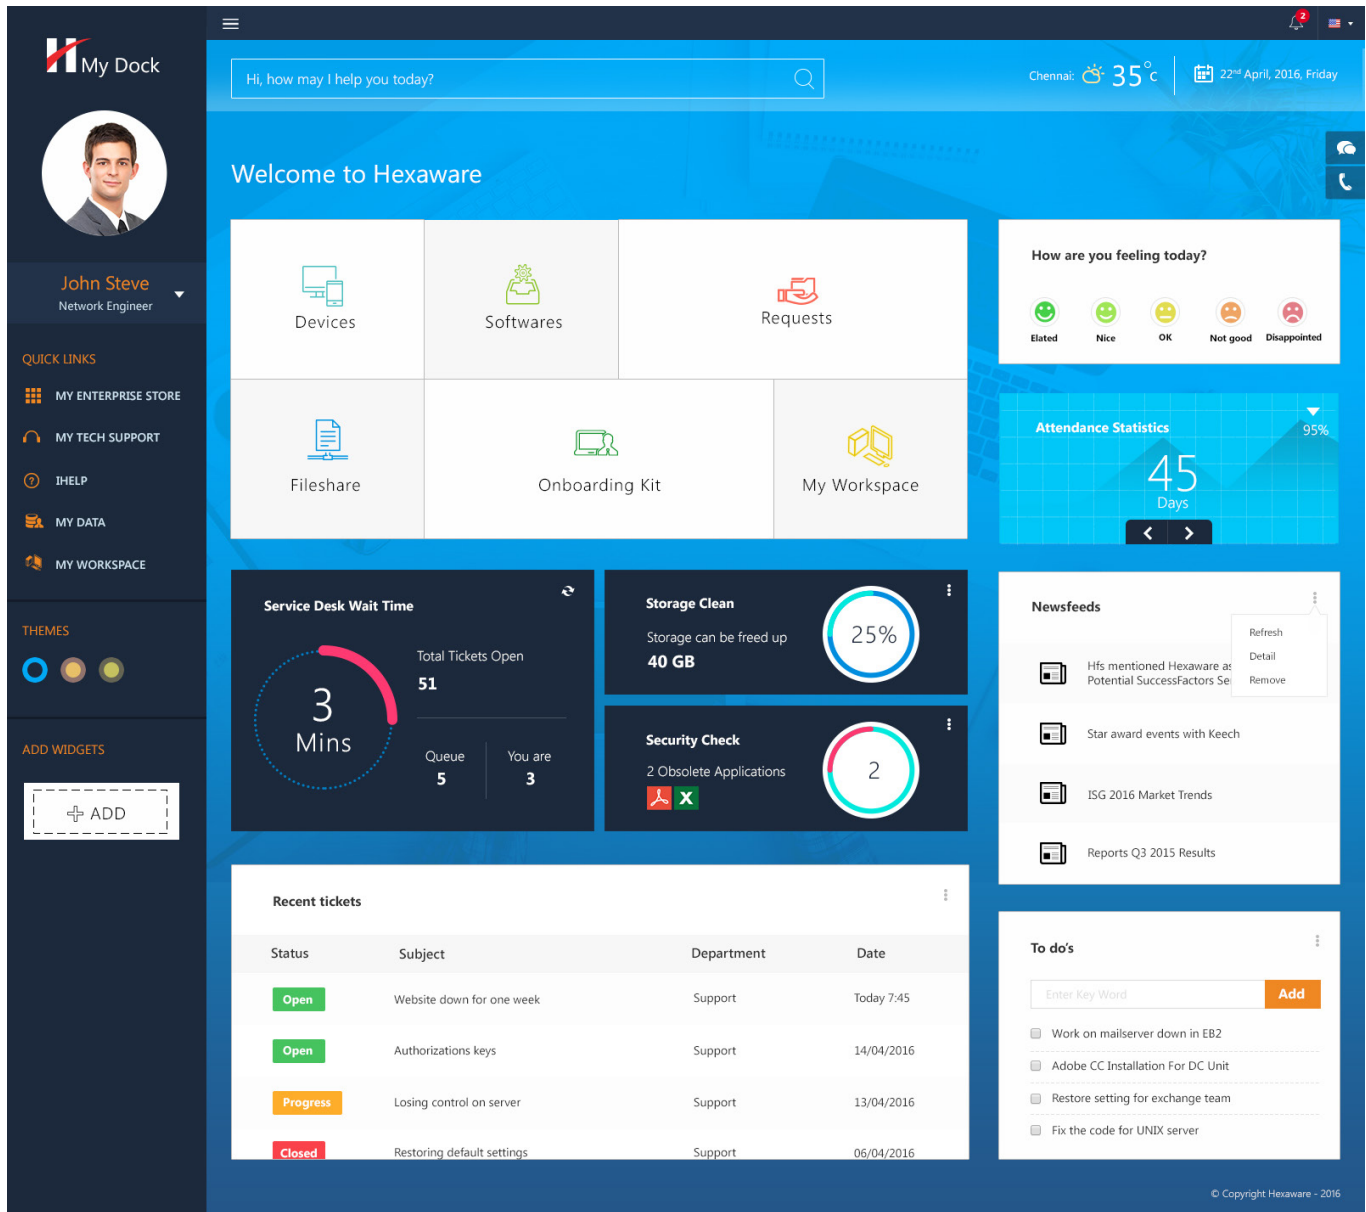 2
My Dock
Hi, how may I help you today?
Chennai: 35°c
22nd April, 2016, Friday
Welcome to Hexaware
John Steve
Network Engineer
QUICK LINKS
MY ENTERPRISE STORE
MY TECH SUPPORT
IHELP
MY DATA
MY WORKSPACE
THEMES
ADD WIDGETS
ADD
Devices
Softwares
Requests
Fileshare
Onboarding Kit
My Workspace
How are you feeling today?
Elated Nice OK Not good Disappointed
Attendance Statistics
95%
45
Days
Service Desk Wait Time
3
Mins
Total Tickets Open
51
Queue You are
5 3
Storage Clean
Storage can be freed up
40 GB
25%
Security Check
2 Obsolete Applications
X
2
Newsfeeds
Refresh
Detail
Remove
Hfs mentioned Hexaware as
Potential SuccessFactors Se
Star award events with Keech
ISG 2016 Market Trends
Reports Q3 2015 Results
Recent tickets
Status Subject Department Date
Open Website down for one week Support Today 7:45
Open Authorizations keys Support 14/04/2016
Progress Losing control on server Support 13/04/2016
Closed Restoring default settings Support 06/04/2016
To do's
Enter Key Word Add
Work on mailserver down in EB2
Adobe CC Installation For DC Unit
Restore setting for exchange team
Fix the code for UNIX server
© Copyright Hexaware - 2016